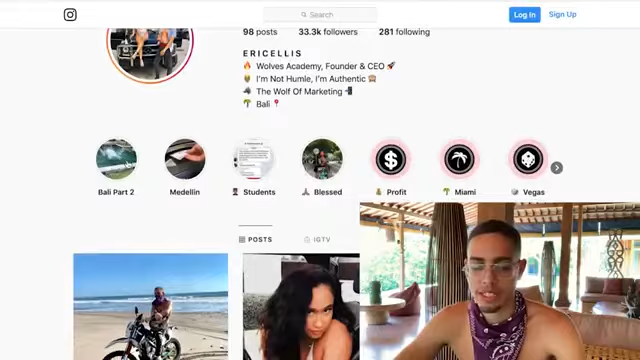 Search
Log In
Sign Up
98 posts
33.3k followers
281 following
ERICELLIS
Wolves Academy, Founder & CEO
I'm Not Humle, I'm Authentic
The Wolf Of Marketing
Bali
$
Bali Part 2
Medellin
Students
Blessed
Profit
Miami
Vegas
POSTS
IGTV